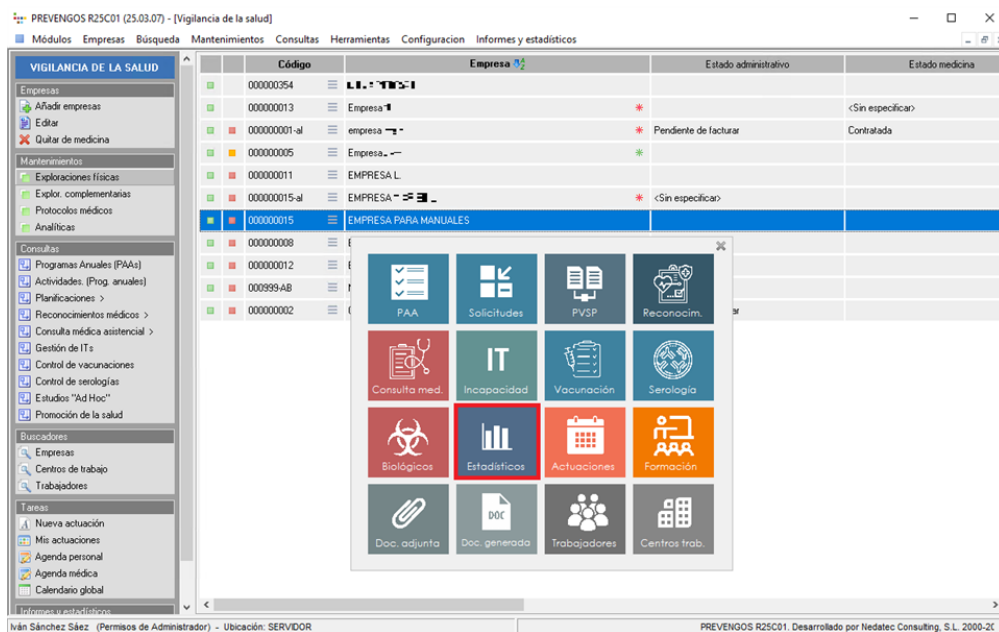 PREVENGOS R25C01 (25.03.07) - [Vigilancia de la salud]
Módulos Empresas Búsqueda Mantenimientos Consultas Herramientas Configuracion Informes y estadísticos
VIGILANCIA DE LA SALUD
Empresas
Añadir empresas
Editar
Quitar de medicina
Mantenimientos
Exploraciones físicas
Explor. complementarias
Protocolos médicos
Analíticas
Consultas
Programas Anuales (PAAs)
Actividades. (Prog. anuales)
Planificaciones >
Reconocimientos médicos >
Consulta médica asistencial >
Gestión de ITs
Control de vacunaciones
Control de serologías
Estudios "Ad Hoc"
Promoción de la salud
Buscadores
Empresas
Centros de trabajo
Trabajadores
Tareas
Nueva actuación
Mis actuaciones
Agenda personal
Agenda médica
Calendario global
Informes y estadísticos
Código Empresa Estado administrativo Estado medicina
000000354
000000013 Empresa <Sin especificar>
000000001-al empresa Pendiente de facturar Contratada
000000005 Empresa
000000011 EMPRESA L.
000000015-al EMPRESA <Sin especificar>
000000015 EMPRESA PARA MANUALES
000000008
000000012
000999-AB
000000002
PAA Solicitudes PVSP Reconocim.
IT
Consulta med. Incapacidad Vacunación Serología
Biológicos Estadísticos Actuaciones Formación
DOC
Doc. adjunta Doc. generada Trabajadores Centros trab.
Iván Sánchez Sáez (Permisos de Administrador) - Ubicación: SERVIDOR
PREVENGOS R25C01. Desarrollado por Nedatec Consulting, S.L. 2000-20